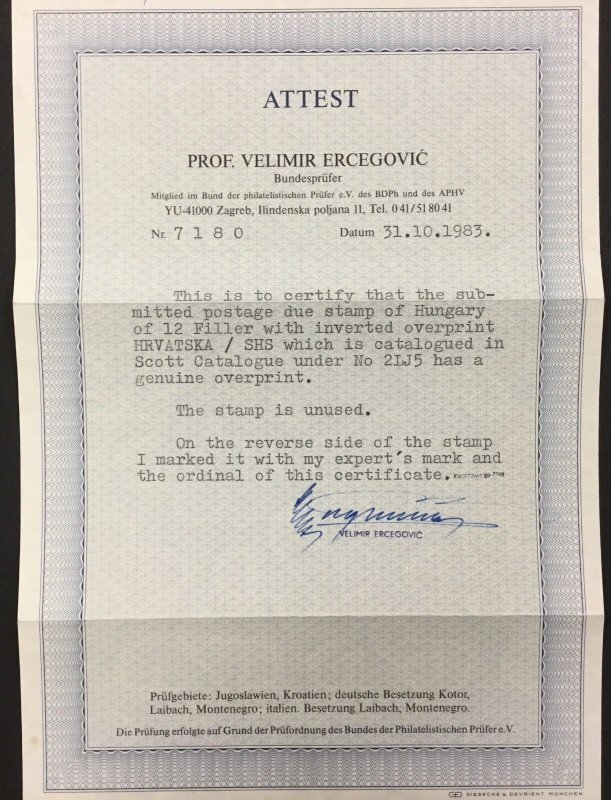 ATTEST
PROF. VELIMIR ERCEGOVIĆ
Bundesprüfer
Mitglied im Bund der philatelistischen Prüfer e.V. des BDPh und des APHV
YU-41000 Zagreb, Ilindenska poljana 11, Tel. 041/518041
Nr. 7180 Datum 31.10.1983.
This is to certify that the sub-
mitted postage due stamp of Hungary
of 12 Filler with inverted overprint
HRVATSKA / SHS which is catalogued in
Scott Catalogue under No 2LJ5 has a
genuine overprint.
The stamp is unused.
On the reverse side of the stamp
I marked it with my expert's mark and
the ordinal of this certificate.
VELIMIR ERCEGOVIĆ
Prüfgebiete: Jugoslawien, Kroatien; deutsche Besetzung Kotor,
Laibach, Montenegro; italien. Besetzung Laibach, Montenegro.
Die Prüfung erfolgte auf Grund der Prüfordnung des Bundes der Philatelistischen Prüfer e.V.
GIESECKE & DEVRIENT MÜNCHEN